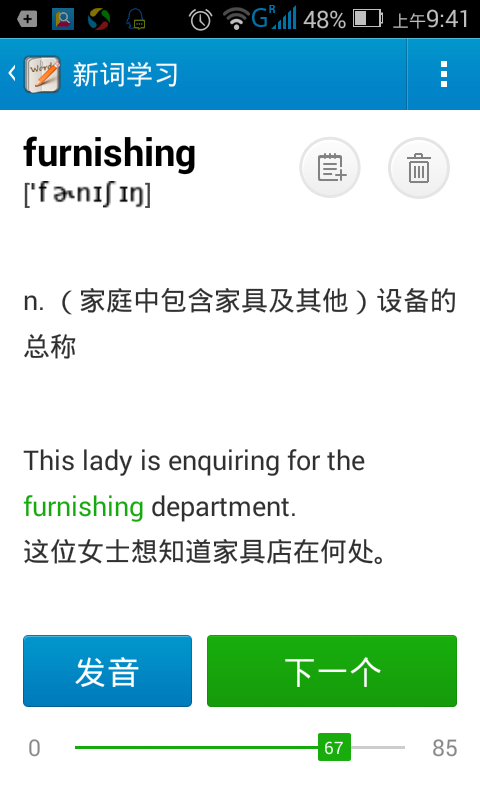 G R 48% 上午9:41
Words 新词学习
furnishing
['fɚnɪʃɪŋ]
n. （家庭中包含家具及其他）设备的
总称
This lady is enquiring for the
furnishing department.
这位女士想知道家具店在何处。
发音 下一个
0 67 85